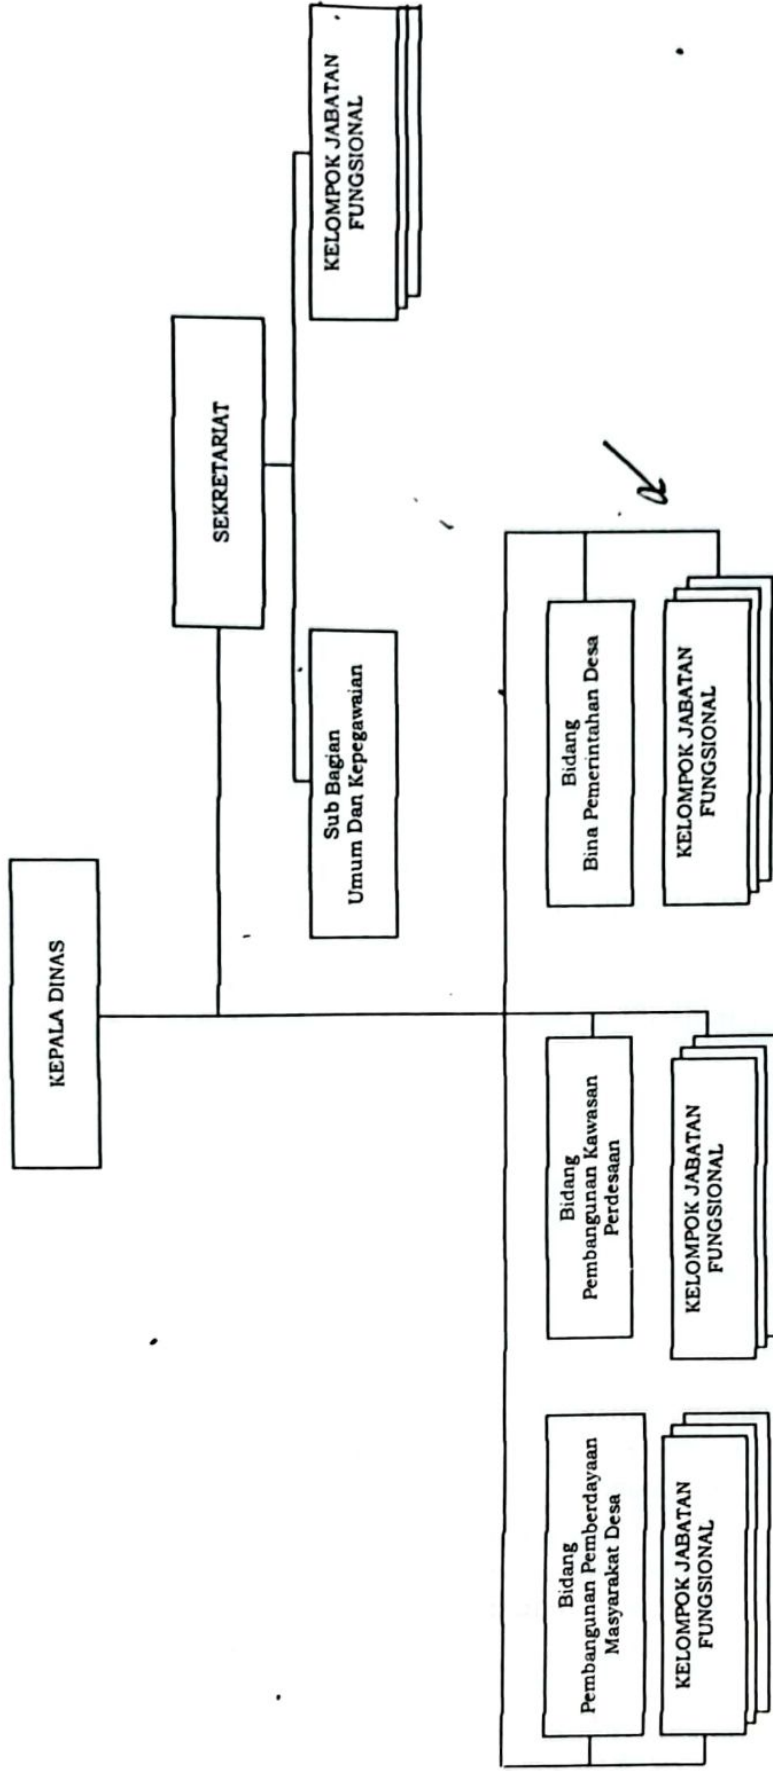 KEPALA DINAS
SEKRETARIAT
Sub Bagian
Umum Dan Kepegawaian
KELOMPOK JABATAN
FUNGSIONAL
Bidang
Pembangunan Pemberdayaan
Masyarakat Desa
KELOMPOK JABATAN
FUNGSIONAL
Bidang
Pembangunan Kawasan
Perdesaan
KELOMPOK JABATAN
FUNGSIONAL
Bidang
Bina Pemerintahan Desa
KELOMPOK JABATAN
FUNGSIONAL